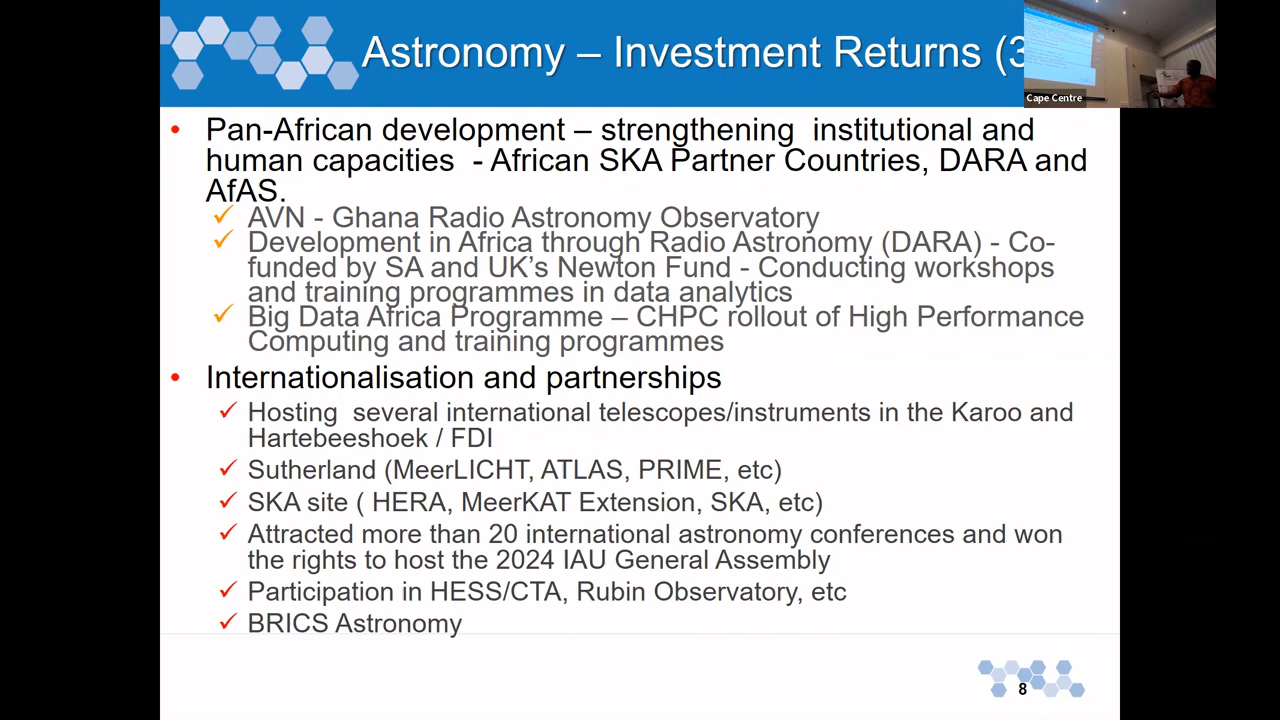 Astronomy – Investment Returns (3
Cape Centre
• Pan-African development – strengthening institutional and
human capacities - African SKA Partner Countries, DARA and
AfAS.
✓ AVN - Ghana Radio Astronomy Observatory
✓ Development in Africa through Radio Astronomy (DARA) - Co-
funded by SA and UK's Newton Fund - Conducting workshops
and training programmes in data analytics
✓ Big Data Africa Programme – CHPC rollout of High Performance
Computing and training programmes
• Internationalisation and partnerships
✓ Hosting several international telescopes/instruments in the Karoo and
Hartebeeshoek / FDI
✓ Sutherland (MeerLICHT, ATLAS, PRIME, etc)
✓ SKA site ( HERA, MeerKAT Extension, SKA, etc)
✓ Attracted more than 20 international astronomy conferences and won
the rights to host the 2024 IAU General Assembly
✓ Participation in HESS/CTA, Rubin Observatory, etc
✓ BRICS Astronomy
8